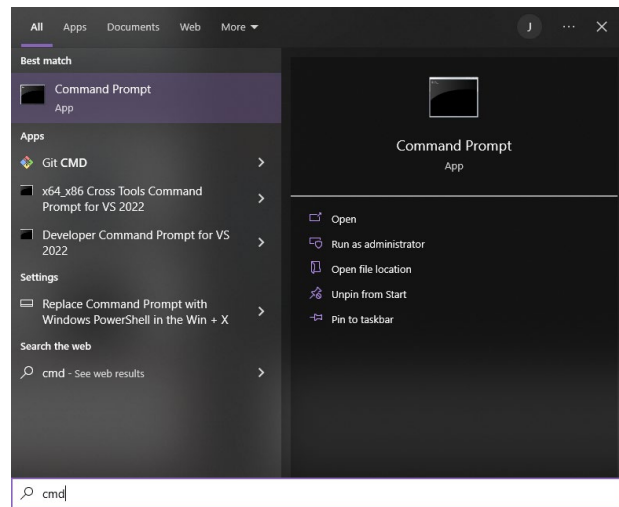 All Apps Documents Web More J ...
Best match
Command Prompt
App
Apps
Git CMD
x64_x86 Cross Tools Command
Prompt for VS 2022
Developer Command Prompt for VS
2022
Settings
Replace Command Prompt with
Windows PowerShell in the Win + X
Search the web
cmd - See web results
Command Prompt
App
Open
Run as administrator
Open file location
Unpin from Start
Pin to taskbar
cmd